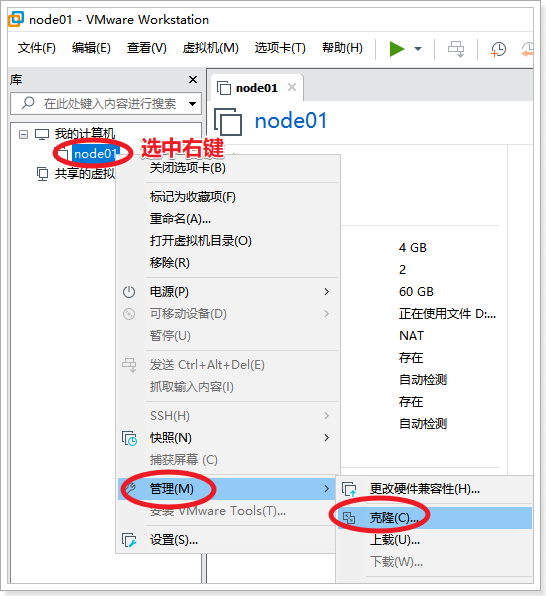 node01 - VMware Workstation
文件(F) 编辑(E) 查看(V) 虚拟机(M) 选项卡(T) 帮助(H)
库
node01
在此处键入内容进行搜索
node01
我的计算机
选中右键
node01
共享的虚拟
关闭选项卡(B)
标记为收藏项(F)
重命名(A)...
打开虚拟机目录(O)
4 GB
移除(R)
2
电源(P)
60 GB
可移动设备(D)
正在使用文件 D:...
暂停(U)
NAT
发送 Ctrl+Alt+Del(E)
存在
抓取输入内容(I)
自动检测
存在
SSH(H)
自动检测
快照(N)
捕获屏幕 (C)
管理(M)
更改硬件兼容性(H)...
安装 VMware Tools(T)...
克隆(C)...
设置(S)...
上载(U)...
下载(W)...